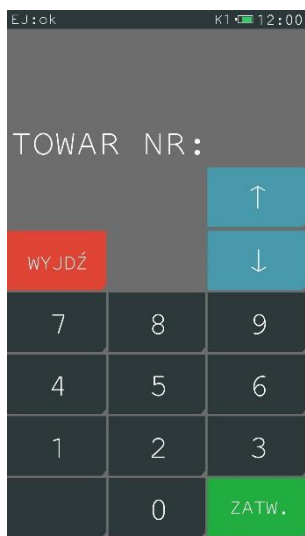 EJ:ok K1 12:00
TOWAR NR:
↑
WYJDŹ ↓
7 8 9
4 5 6
1 2 3
0 ZATW.